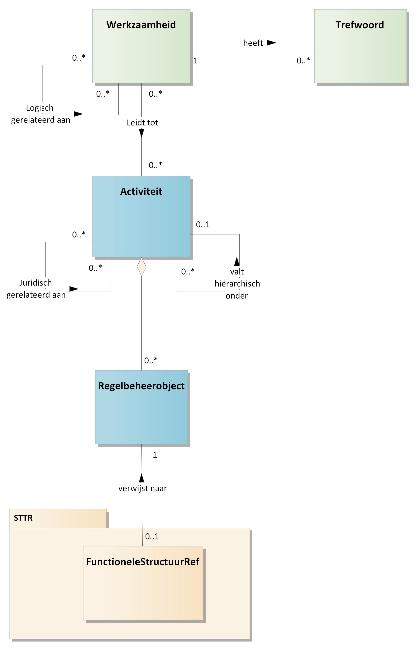 Werkzaamheid
Trefwoord
heeft
0..*
1
0..*
0..*
0..*
Logisch
gerelateerd aan
Leidt tot
0..*
Activiteit
0..1
0..*
0..*
0..*
valt
hierarchisch
onder
Juridisch
gerelateerd aan
0..*
Regelbeheerobject
1
verwijst naar
STTR
0..1
FunctioneleStructuurRef